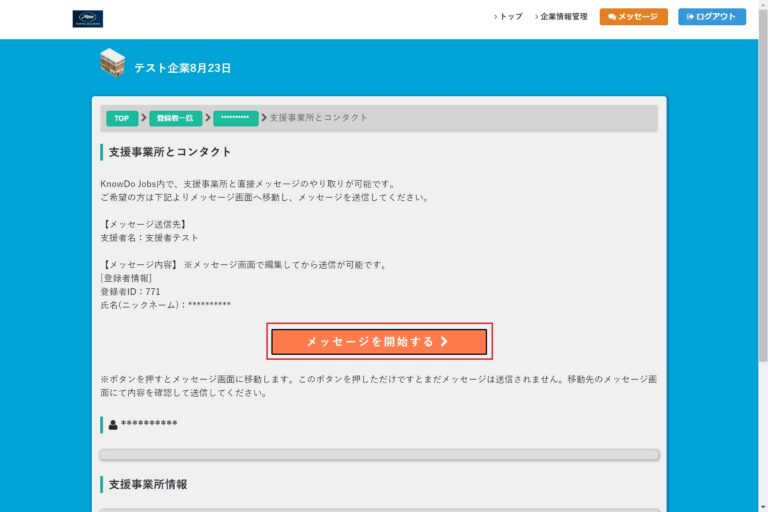 トップ 企業情報管理 メッセージ ログアウト
テスト企業8月23日
TOP 登録者一覧 ********** 支援事業所とコンタクト
支援事業所とコンタクト
KnowDo Jobs内で、支援事業所と直接メッセージのやり取りが可能です。
ご希望の方は下記よりメッセージ画面へ移動し、メッセージを送信してください。
【メッセージ送信先】
支援者名：支援者テスト
【メッセージ内容】 ※メッセージ画面で編集してから送信が可能です。
[登録者情報]
登録者ID：771
氏名(ニックネーム)：**********
メッセージを開始する
※ボタンを押すとメッセージ画面に移動します。このボタンを押しただけですとまだメッセージは送信されません。移動先のメッセージ画
面にて内容を確認して送信してください。
**********
支援事業所情報